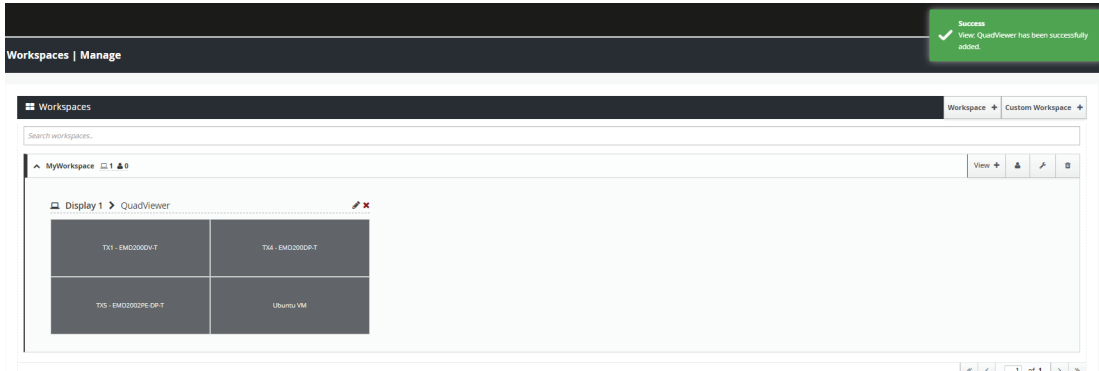 Success
View: QuadViewer has been successfully
added.
Workspaces | Manage
Workspaces
Workspace + Custom Workspace +
Search workspaces..
MyWorkspace 1 0
View +
Display 1 > QuadViewer
TX1 - EMD200DV-T
TX4 - EMD200DP-T
TX5 - EMD2002PE-DP-T
Ubuntu VM
1 of 1